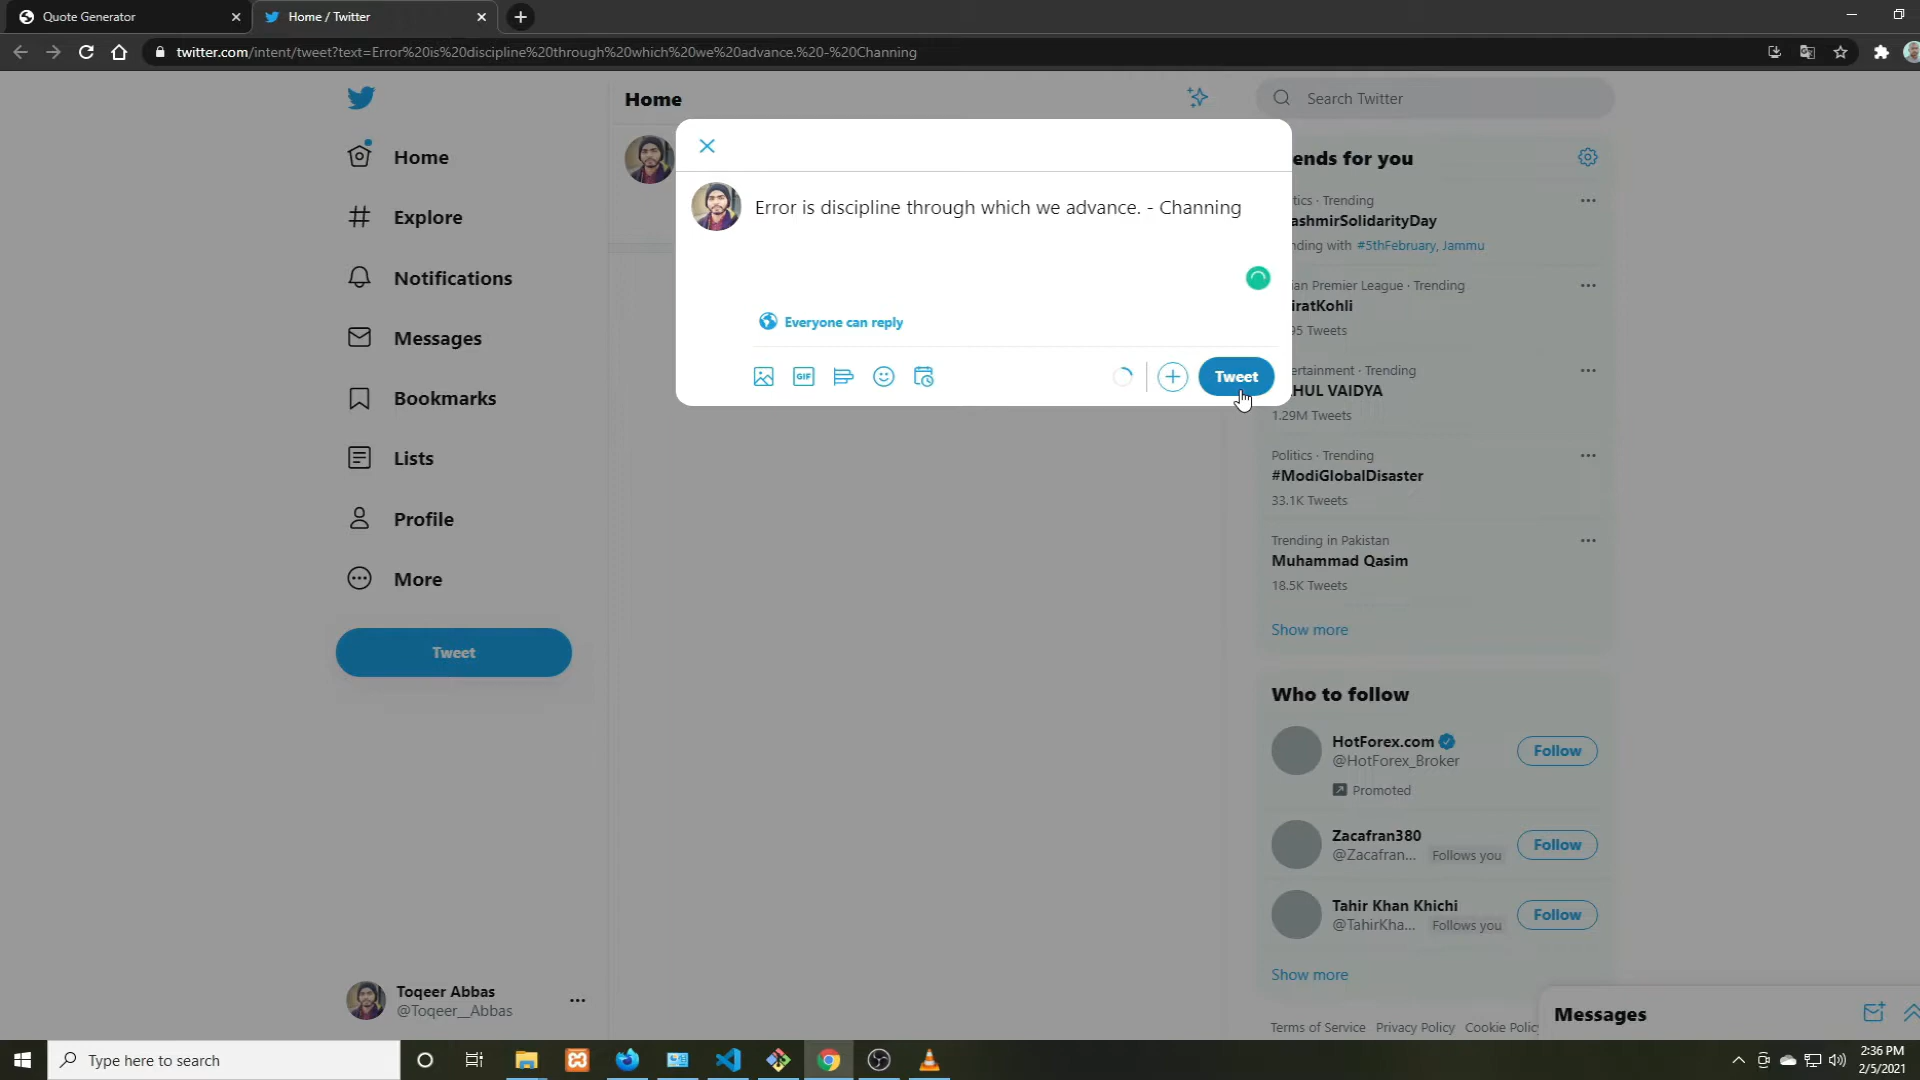 Quote Generator
Home / Twitter
twitter.com/intent/tweet?text=Error%20is%20discipline%20through%20which%20we%20advance.%20-%20Channing
Home
Search Twitter
Home
Explore
Notifications
Messages
Bookmarks
Lists
Profile
More
Tweet
Toqeer Abbas
@Toqeer__Abbas
Error is discipline through which we advance. - Channing
Everyone can reply
GIF
Tweet
ends for you
tics · Trending
ashmirSolidarityDay
nding with #5thFebruary, Jammu
ian Premier League · Trending
iratKohli
95 Tweets
ertainment · Trending
HUL VAIDYA
1.29M Tweets
Politics · Trending
#ModiGlobalDisaster
33.1K Tweets
Trending in Pakistan
Muhammad Qasim
18.5K Tweets
Show more
Who to follow
HotForex.com
@HotForex_Broker
Follow
Promoted
Zacafran380
@Zacafran... Follows you
Follow
Tahir Khan Khichi
@TahirKha... Follows you
Follow
Show more
Terms of Service Privacy Policy Cookie Polic
Messages
Type here to search
2:36 PM
2/5/2021